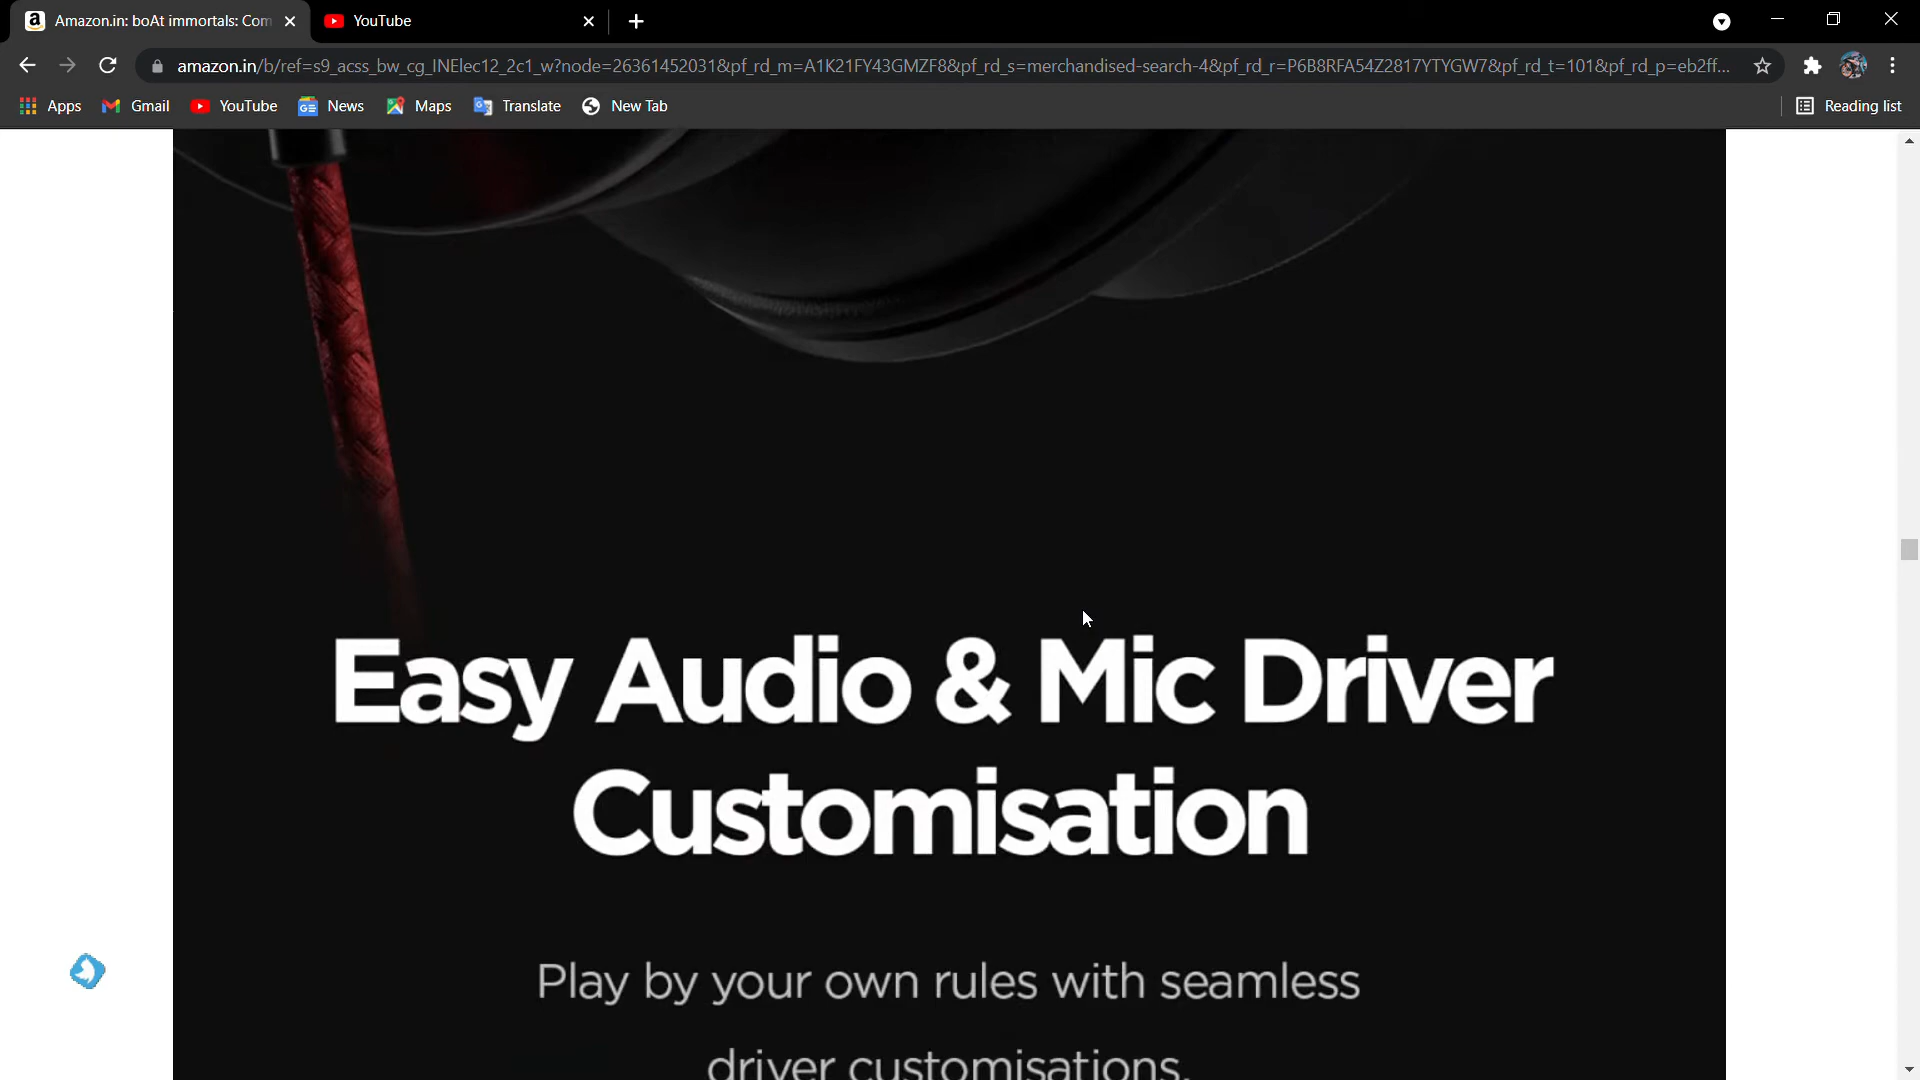 Amazon.in: boAt immortals: Com
YouTube
amazon.in/b/ref=s9_acss_bw_cg_INElec12_2c1_w?node=26361452031&pf_rd_m=A1K21FY43GMZF8&pf_rd_s=merchandised-search-4&pf_rd_r=P6B8RFA54Z2817YTYGW7&pf_rd_t=101&pf_rd_p=eb2ff...
Apps Gmail YouTube News Maps Translate New Tab Reading list
Easy Audio & Mic Driver
Customisation
Play by your own rules with seamless
driver customisations.